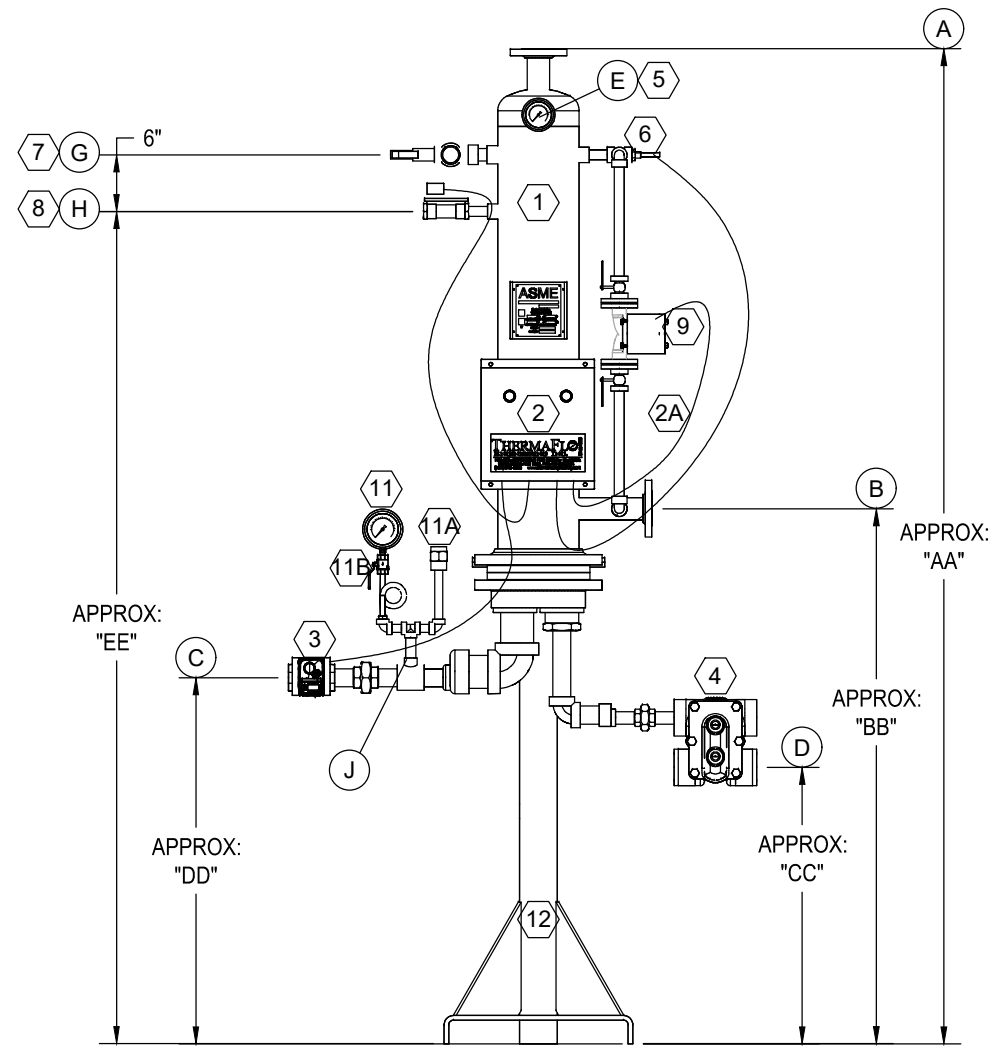 A
E
5
7
G
6"
6
8
H
1
ASME
9
2
2A
THERMAFLO
B
11
11A
11B
APPROX:
"AA"
APPROX:
"EE"
3
C
4
APPROX:
"BB"
D
J
APPROX:
"DD"
APPROX:
"CC"
12